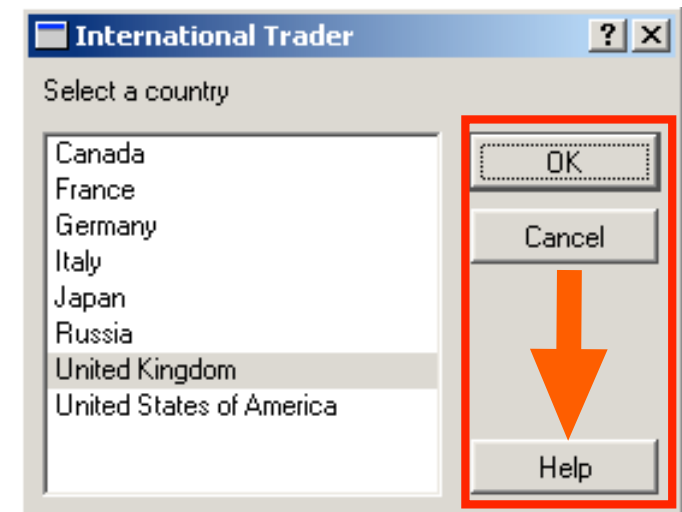 International Trader
Select a country
Canada
France
Germany
Italy
Japan
Russia
United Kingdom
United States of America
OK
Cancel
Help